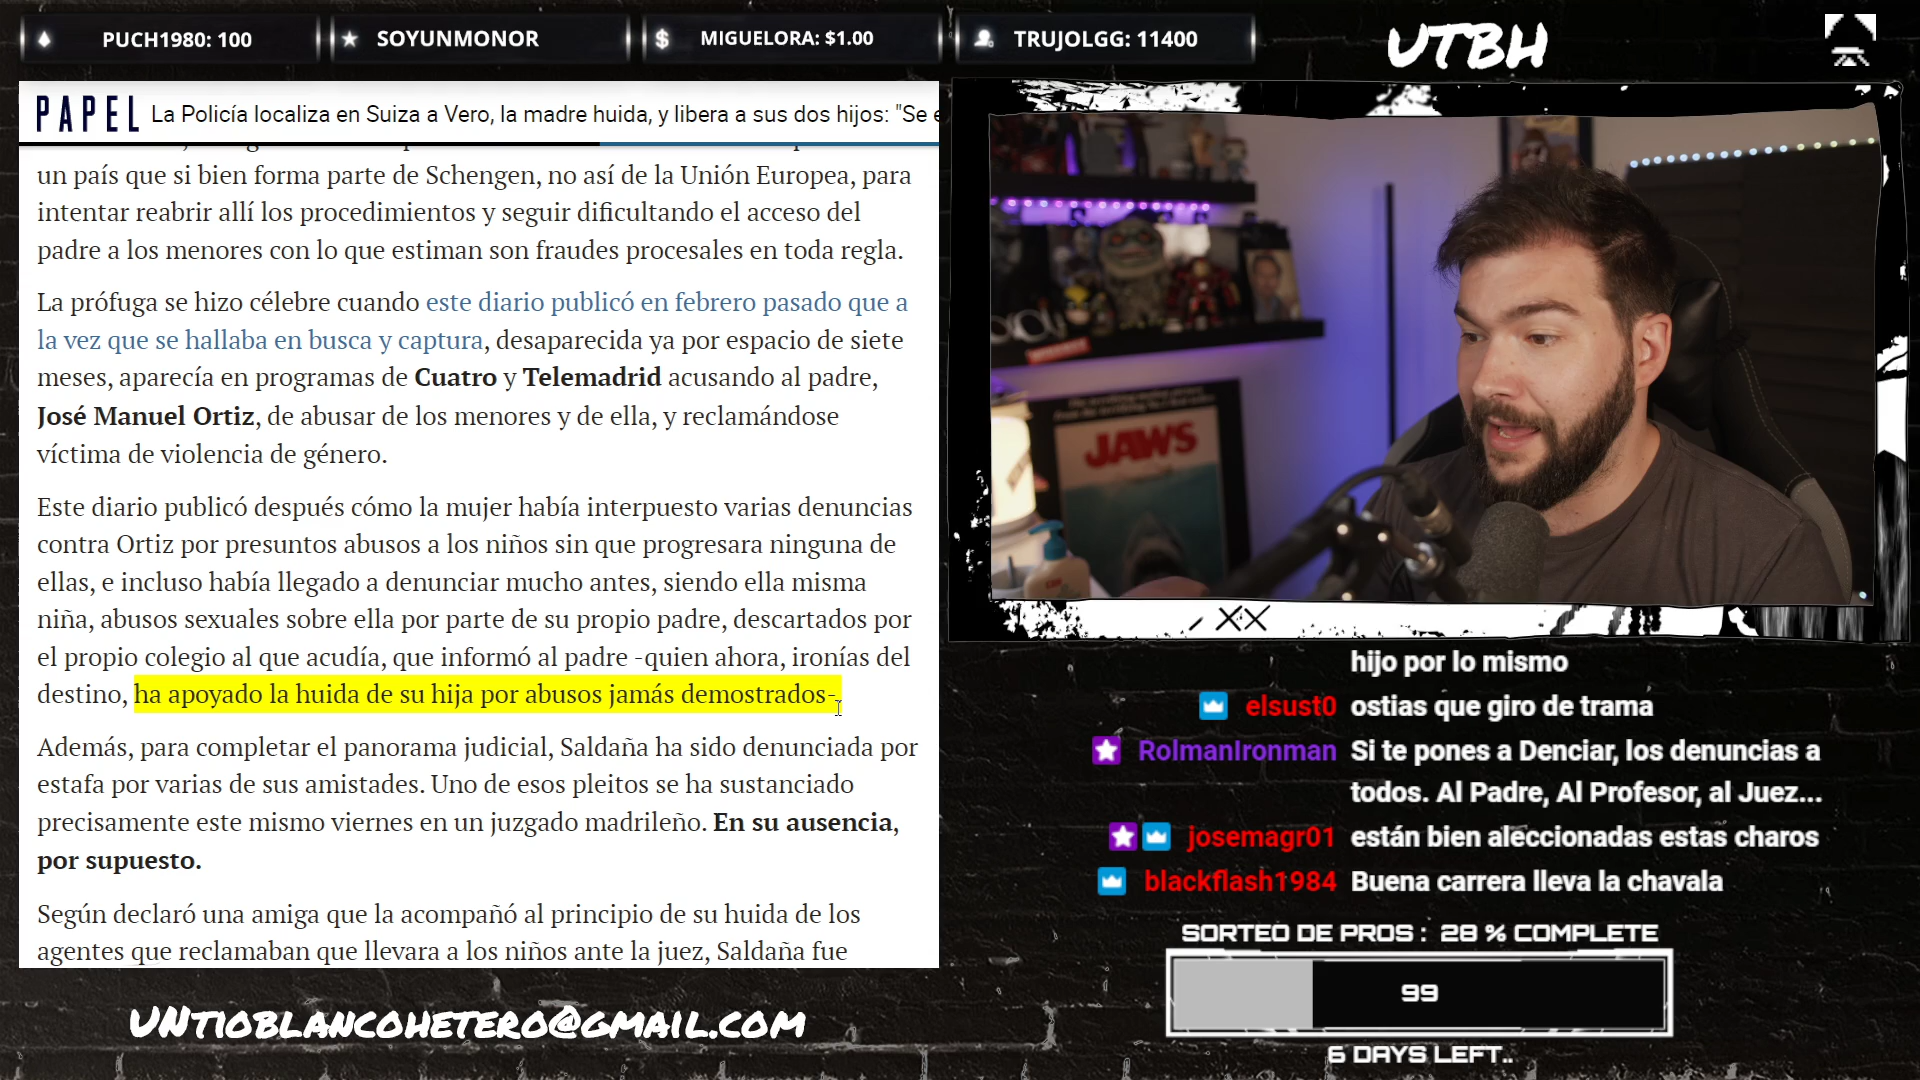 PUCH1980: 100
SOYUNMONOR
MIGUELORA: $1.00
TRUJOLGG: 11400
UTBH
PAPEL
La Policía localiza en Suiza a Vero, la madre huida, y libera a sus dos hijos: "Se e
un país que si bien forma parte de Schengen, no así de la Unión Europea, para
intentar reabrir allí los procedimientos y seguir dificultando el acceso del
padre a los menores con lo que estiman son fraudes procesales en toda regla.
La prófuga se hizo célebre cuando este diario publicó en febrero pasado que a
la vez que se hallaba en busca y captura, desaparecida ya por espacio de siete
meses, aparecía en programas de Cuatro y Telemadrid acusando al padre,
José Manuel Ortiz, de abusar de los menores y de ella, y reclamándose
víctima de violencia de género.
Este diario publicó después cómo la mujer había interpuesto varias denuncias
contra Ortiz por presuntos abusos a los niños sin que progresara ninguna de
ellas, e incluso había llegado a denunciar mucho antes, siendo ella misma
niña, abusos sexuales sobre ella por parte de su propio padre, descartados por
el propio colegio al que acudía, que informó al padre -quien ahora, ironías del
destino, ha apoyado la huida de su hija por abusos jamás demostrados-.
Además, para completar el panorama judicial, Saldaña ha sido denunciada por
estafa por varias de sus amistades. Uno de esos pleitos se ha sustanciado
precisamente este mismo viernes en un juzgado madrileño. En su ausencia,
por supuesto.
Según declaró una amiga que la acompañó al principio de su huida de los
agentes que reclamaban que llevara a los niños ante la juez, Saldaña fue
JAWS
hijo por lo mismo
elsust0 ostias que giro de trama
RolmanIronman Si te pones a Denciar, los denuncias a
todos. Al Padre, Al Profesor, al Juez...
josemagr01 están bien aleccionadas estas charos
blackflash1984 Buena carrera lleva la chavala
SORTEO DE PROS : 28 % COMPLETE
99
6 DAYS LEFT..
UNTIOBLANCOHETERO@GMAIL.COM